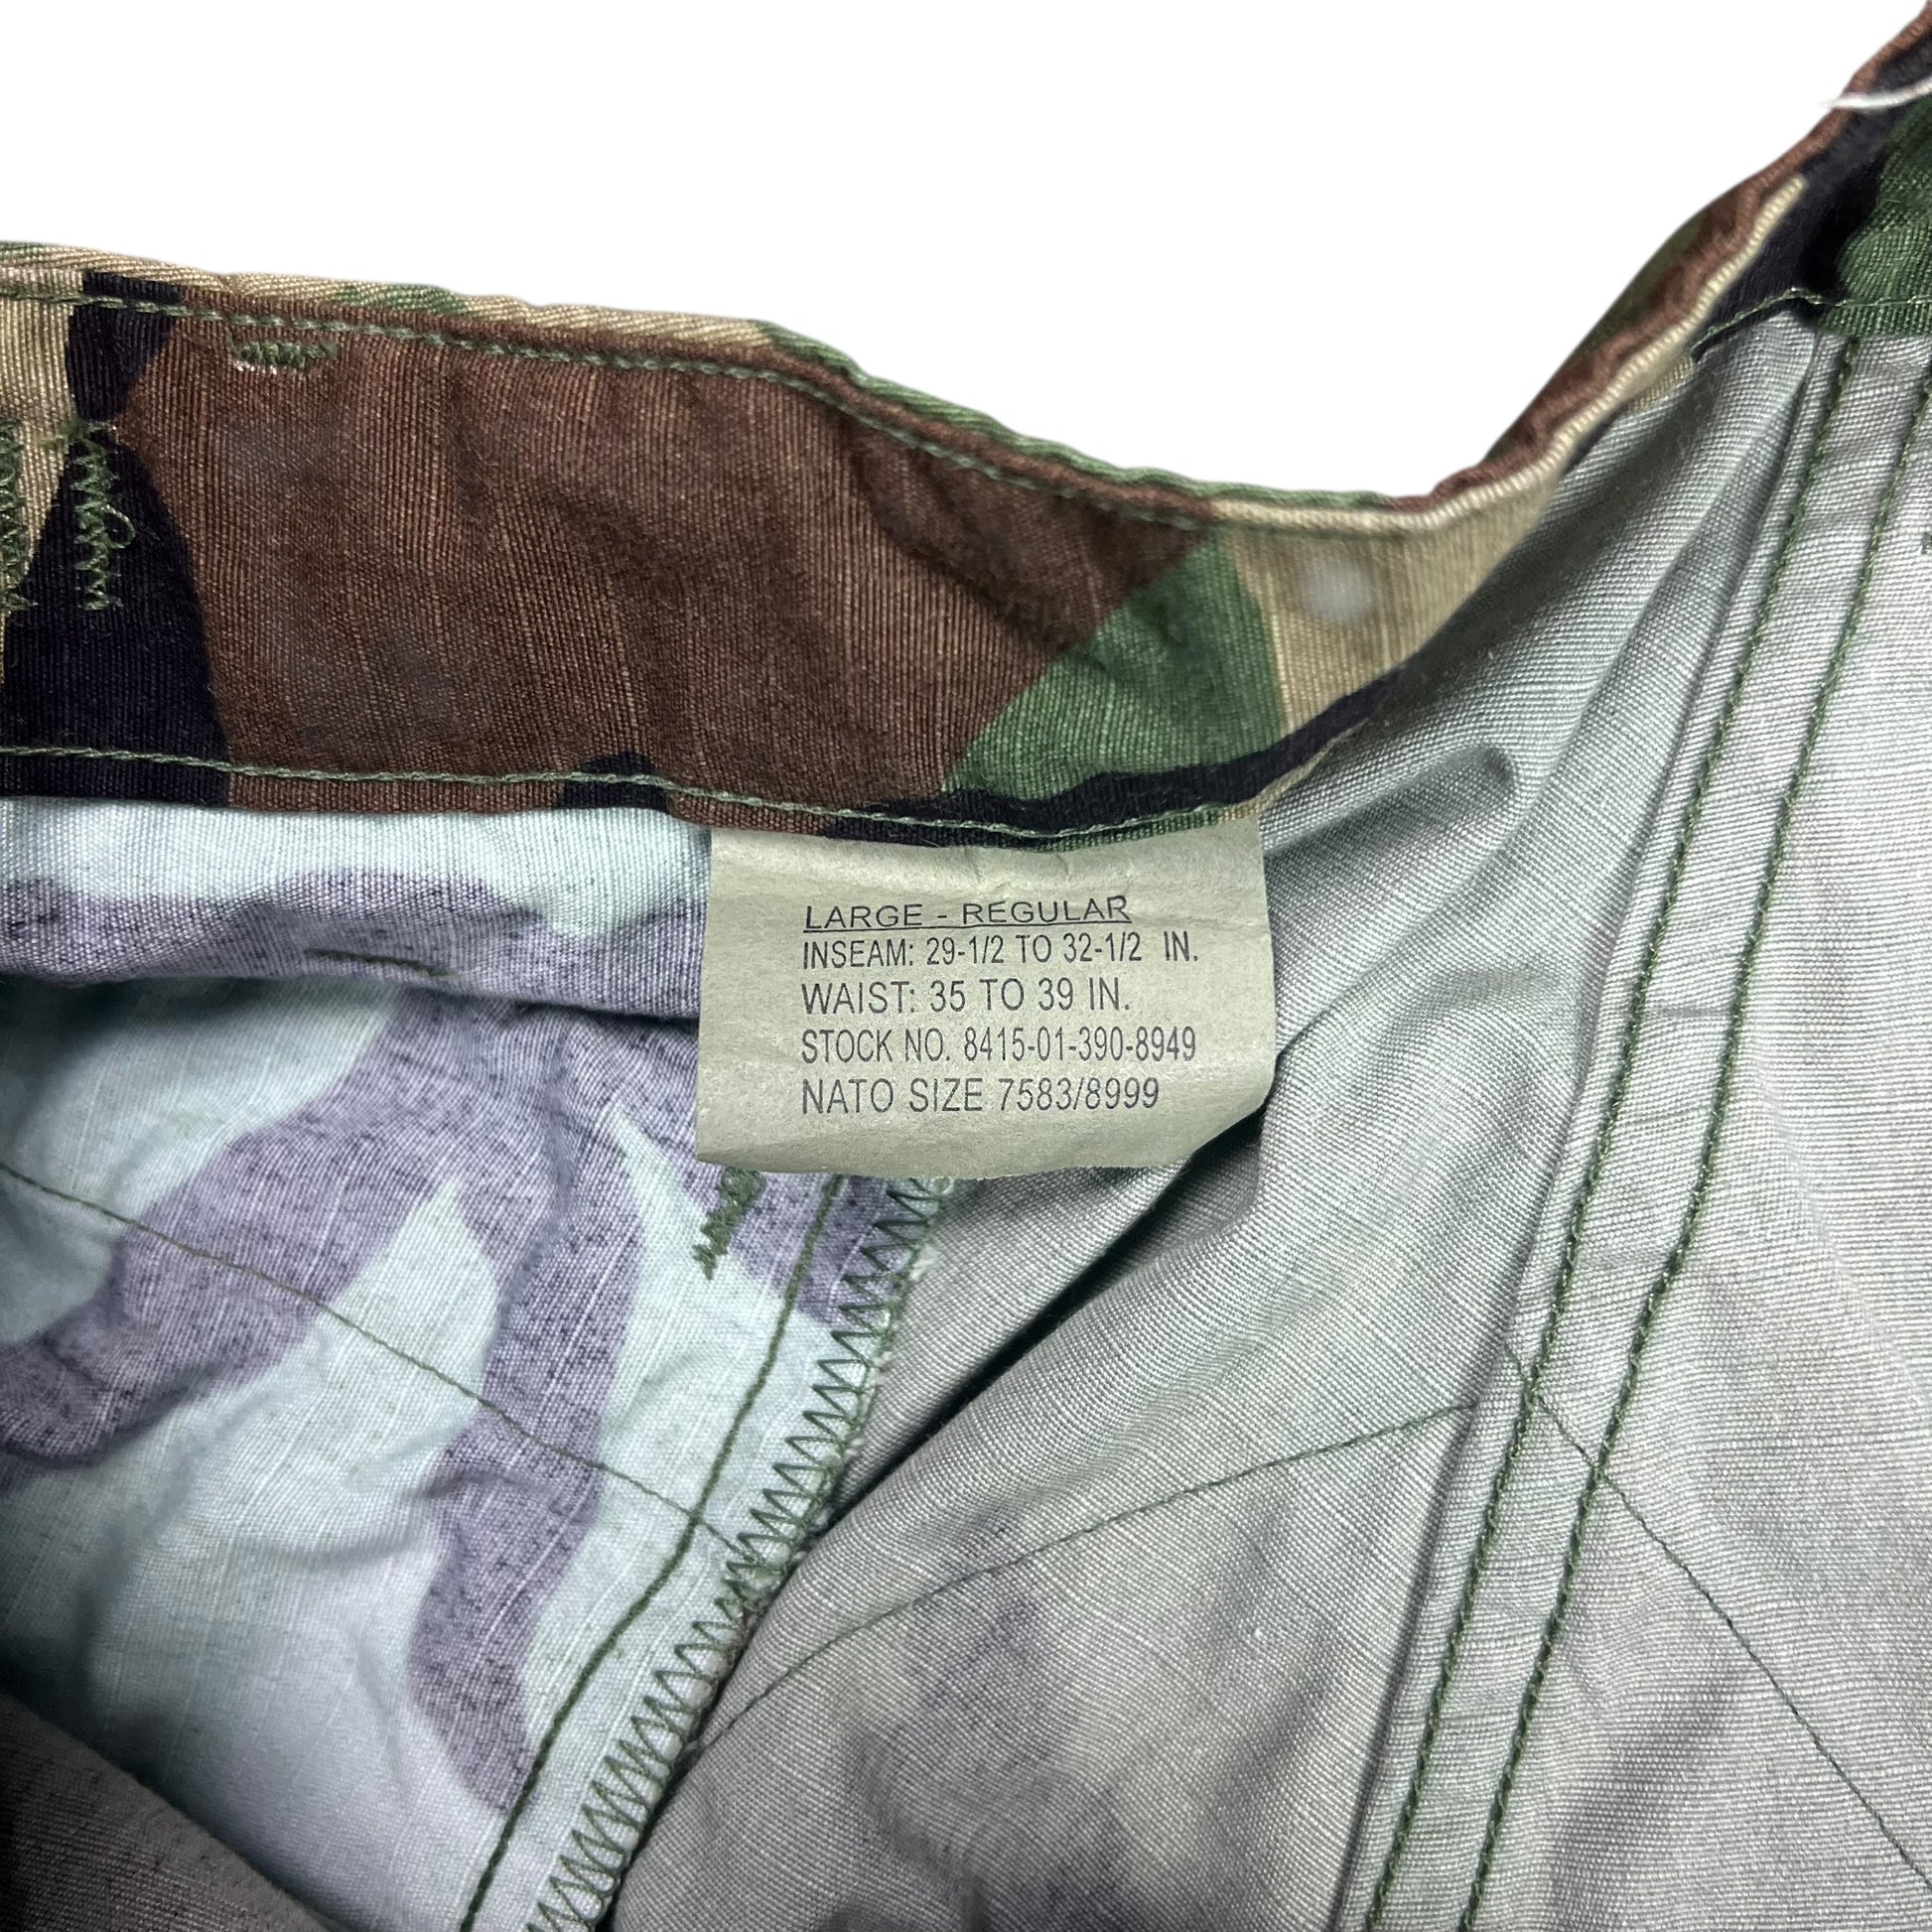 LARGE - REGULAR
INSEAM: 29-1/2 TO 32-1/2 IN.
WAIST: 35 TO 39 IN.
STOCK NO. 8415-01-390-8949
NATO SIZE 7583/8999